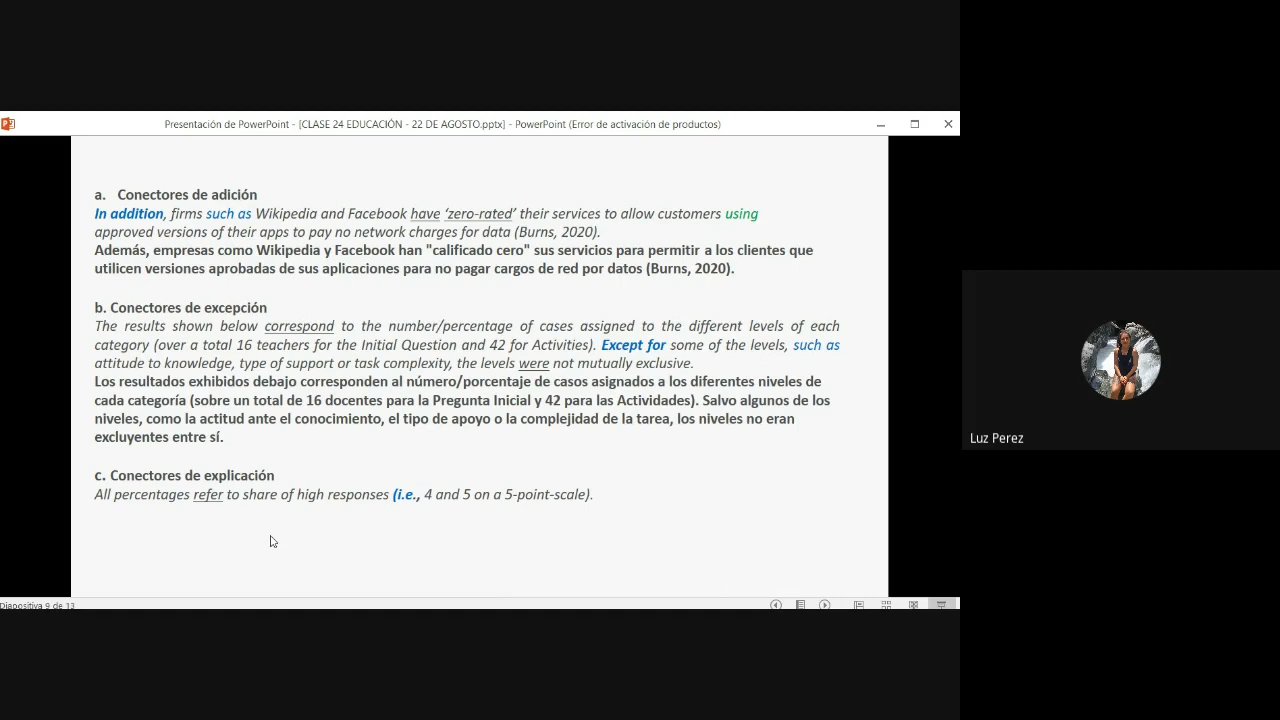 Presentación de PowerPoint - [CLASE 24 EDUCACIÓN - 22 DE AGOSTO.pptx] - PowerPoint (Error de activación de productos)
a. Conectores de adición
In addition, firms such as Wikipedia and Facebook have ‘zero-rated’ their services to allow customers using
approved versions of their apps to pay no network charges for data (Burns, 2020).
Además, empresas como Wikipedia y Facebook han "calificado cero" sus servicios para permitir a los clientes que
utilicen versiones aprobadas de sus aplicaciones para no pagar cargos de red por datos (Burns, 2020).
b. Conectores de excepción
The results shown below correspond to the number/percentage of cases assigned to the different levels of each
category (over a total 16 teachers for the Initial Question and 42 for Activities). Except for some of the levels, such as
attitude to knowledge, type of support or task complexity, the levels were not mutually exclusive.
Los resultados exhibidos debajo corresponden al número/porcentaje de casos asignados a los diferentes niveles de
cada categoría (sobre un total de 16 docentes para la Pregunta Inicial y 42 para las Actividades). Salvo algunos de los
niveles, como la actitud ante el conocimiento, el tipo de apoyo o la complejidad de la tarea, los niveles no eran
excluyentes entre sí.
c. Conectores de explicación
All percentages refer to share of high responses (i.e., 4 and 5 on a 5-point-scale).
Diapositiva 9 de 13
Luz Perez